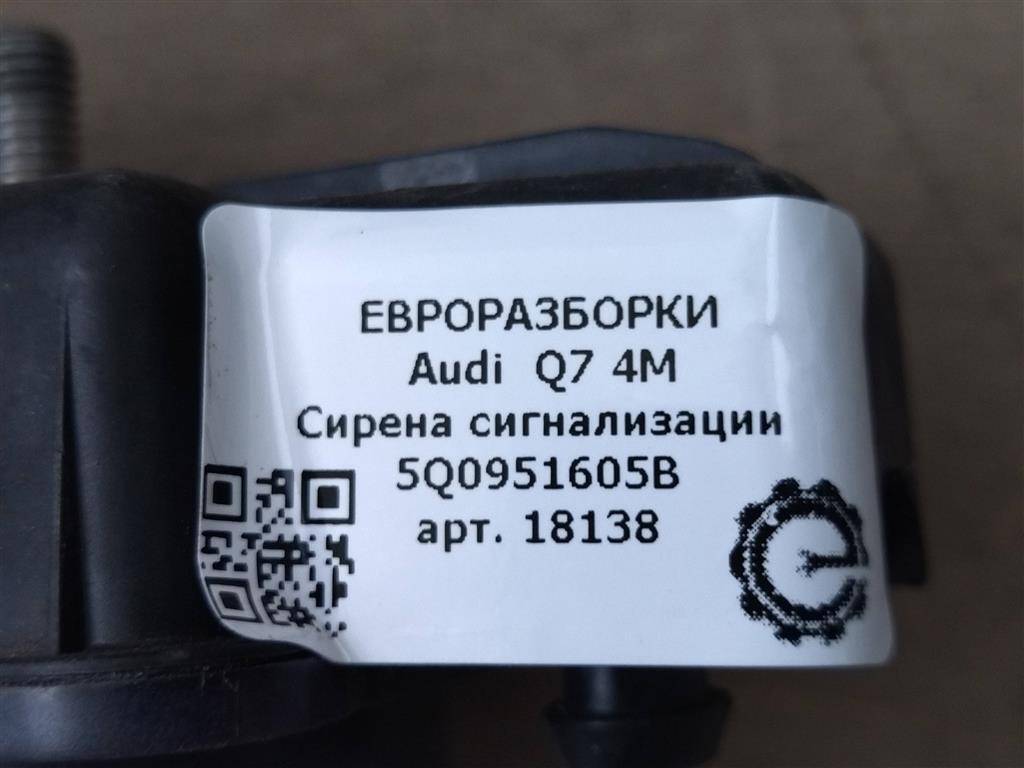 ЕВРОРАЗБОРКИ
Audi Q7 4M
Сирена сигнализации
5Q0951605B
арт. 18138